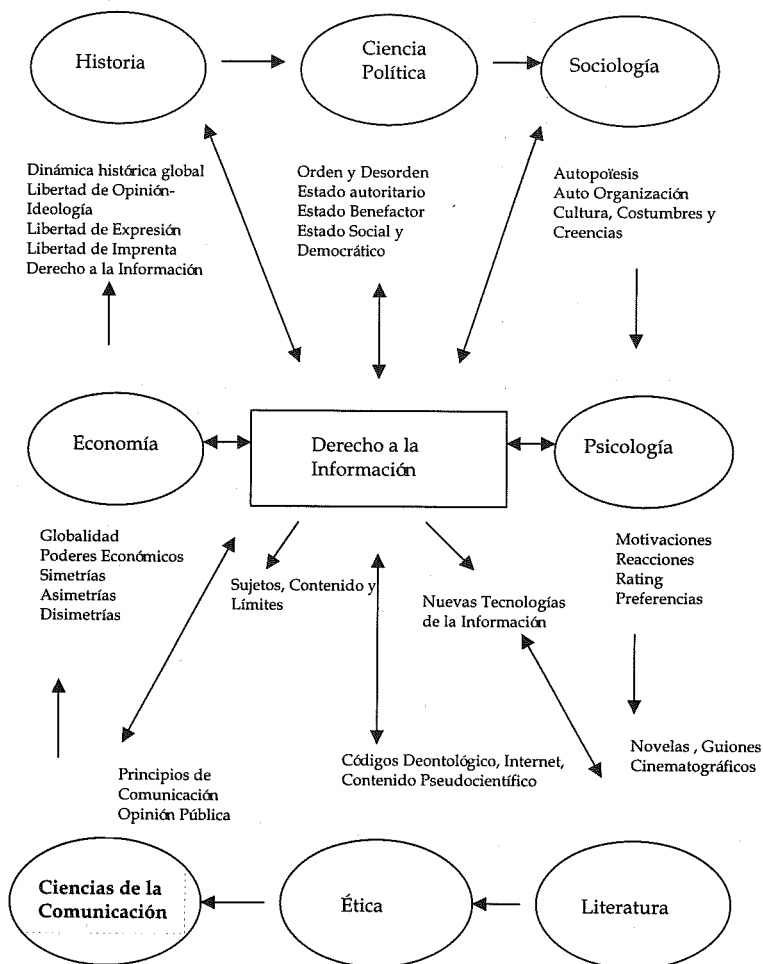 Historia
Ciencia
Política
Sociología
Dinámica histórica global
Libertad de Opinión-
Ideología
Libertad de Expresión
Libertad de Imprenta
Derecho a la Información
Orden y Desorden
Estado autoritario
Estado Benefactor
Estado Social y
Democrático
Autopoïesis
Auto Organización
Cultura, Costumbres y
Creencias
Economía
Derecho a la
Información
Psicología
Globalidad
Poderes Económicos
Simetrías
Asimetrías
Disimetrías
Sujetos, Contenido y
Límites
Nuevas Tecnologías
de la Información
Motivaciones
Reacciones
Rating
Preferencias
Principios de
Comunicación
Opinión Pública
Códigos Deontológico, Internet,
Contenido Pseudocientífico
Novelas , Guiones
Cinematográficos
Ciencias de la
Comunicación
Ética
Literatura